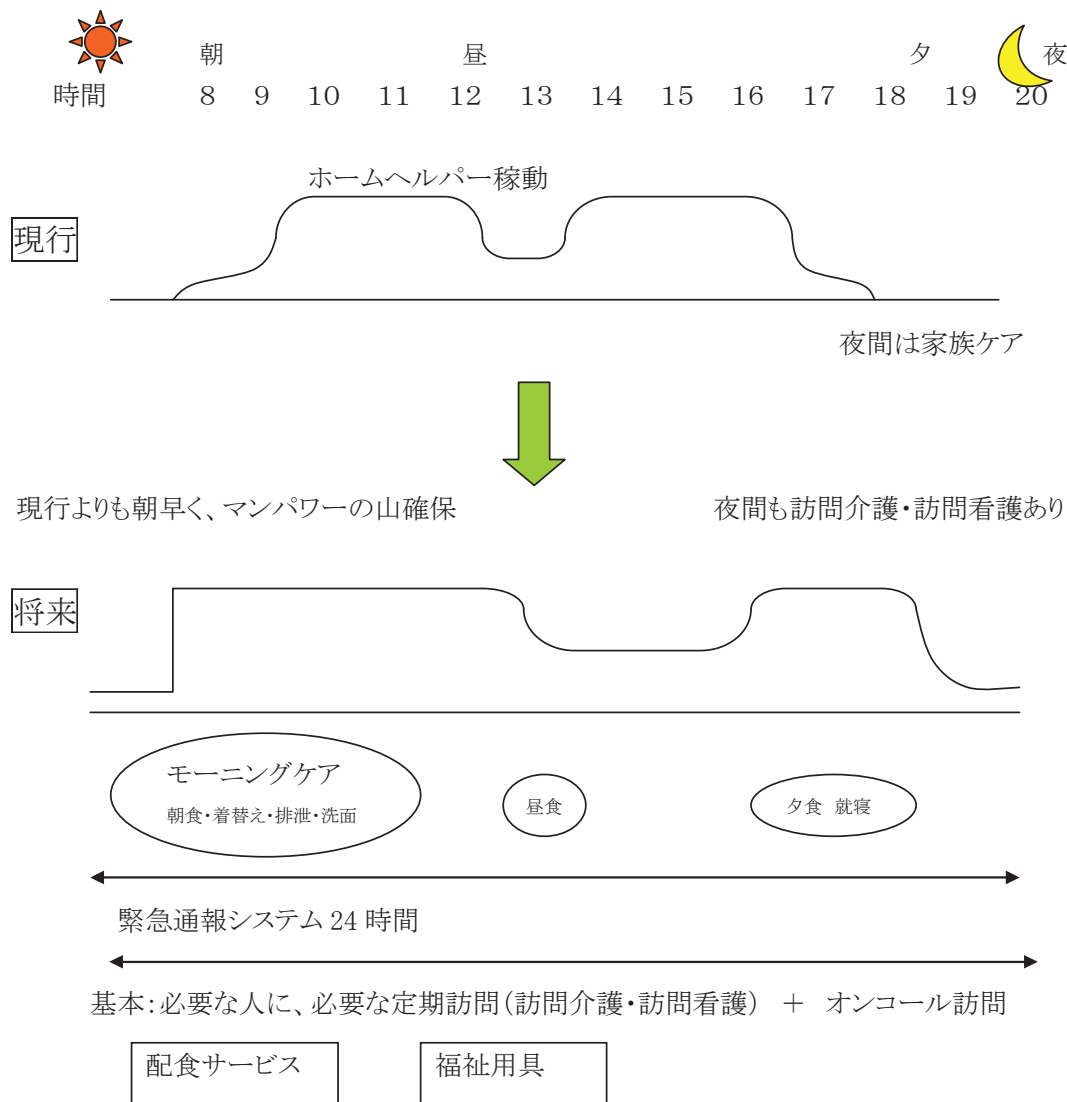 朝 昼 夕 夜
時間 8 9 10 11 12 13 14 15 16 17 18 19 20
ホームヘルパー稼動
現行
夜間は家族ケア
現行よりも朝早く、マンパワーの山確保 夜間も訪問介護・訪問看護あり
将来
モーニングケア
朝食・着替え・排泄・洗面
昼食
夕食 就寝
緊急通報システム 24 時間
基本:必要な人に、必要な定期訪問(訪問介護・訪問看護) + オンコール訪問
配食サービス 福祉用具